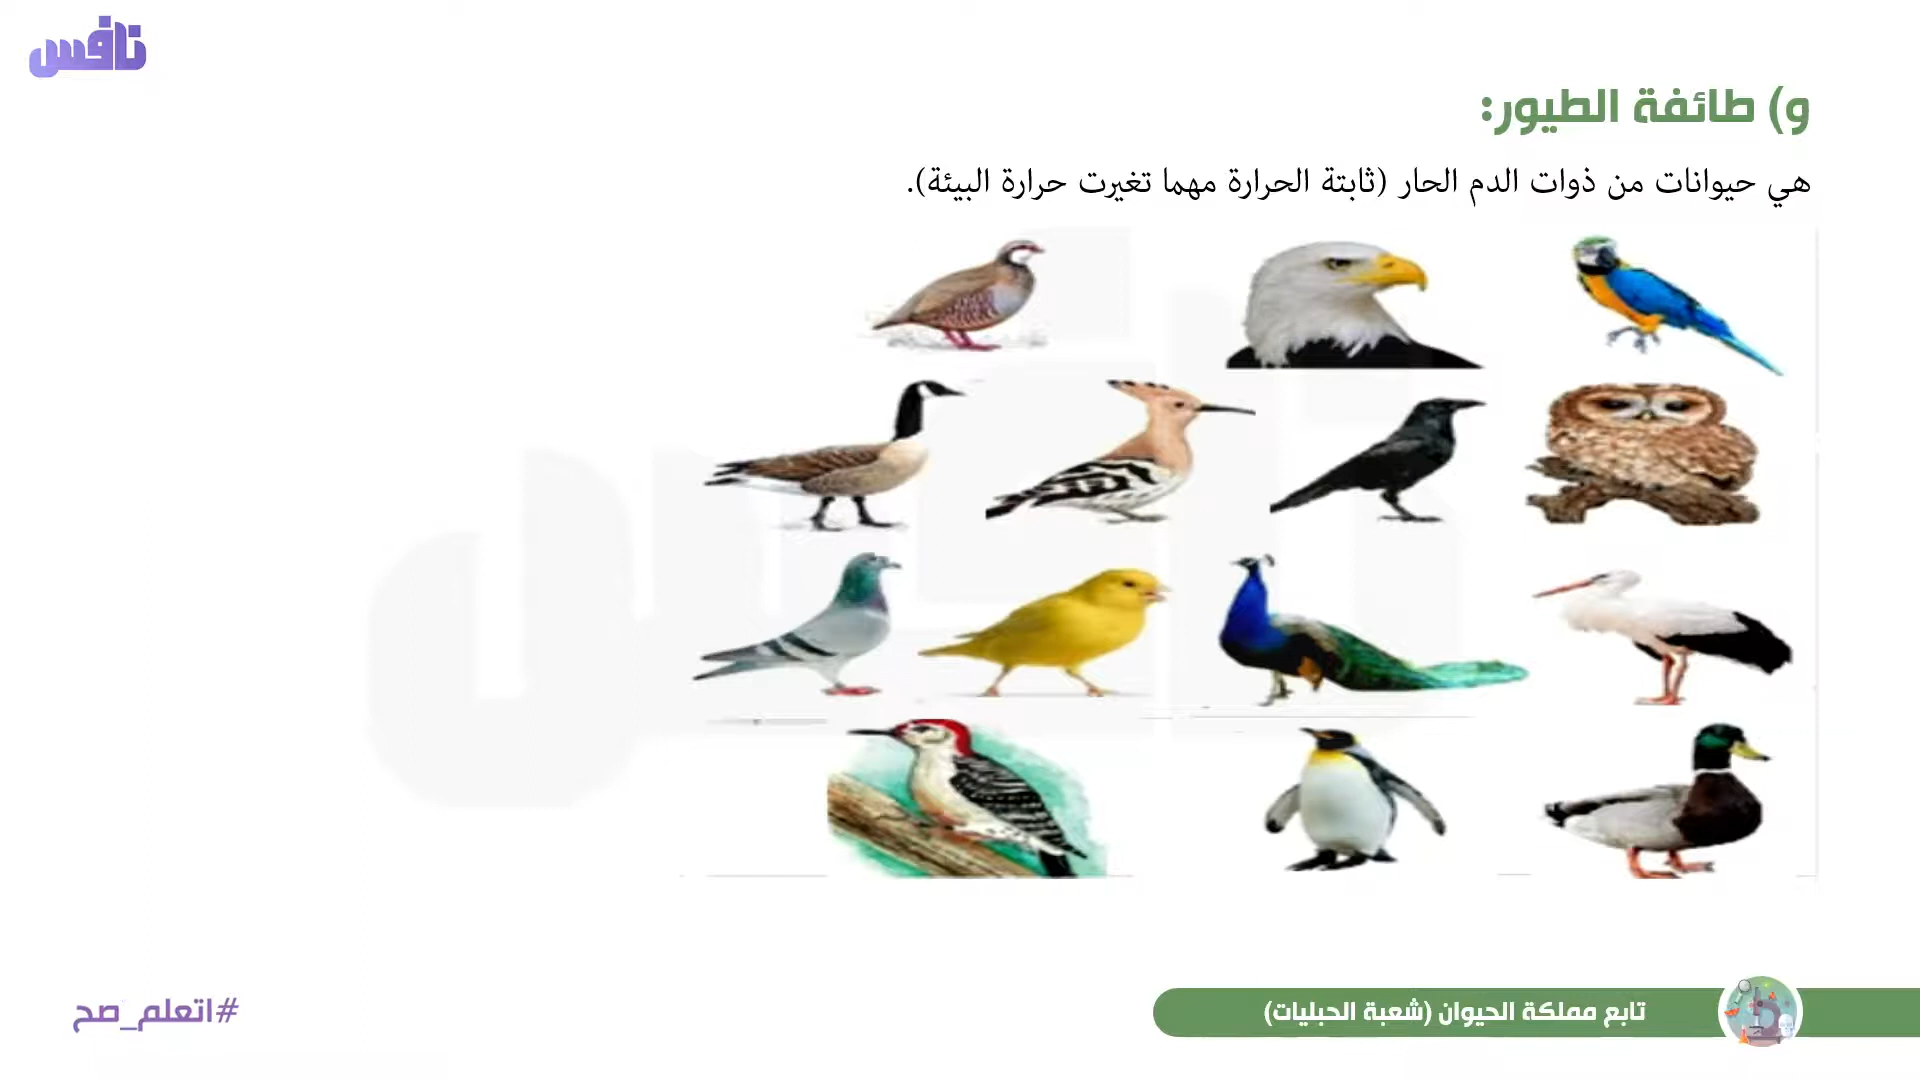 نافس
و) طائفة الطيور:
هي حيوانات من ذوات الدم الحار (ثابتة الحرارة مهما تغيرت حرارة البيئة).
تابع مملكة الحيوان (شعبة الحبليات)
#اتعلم_صح